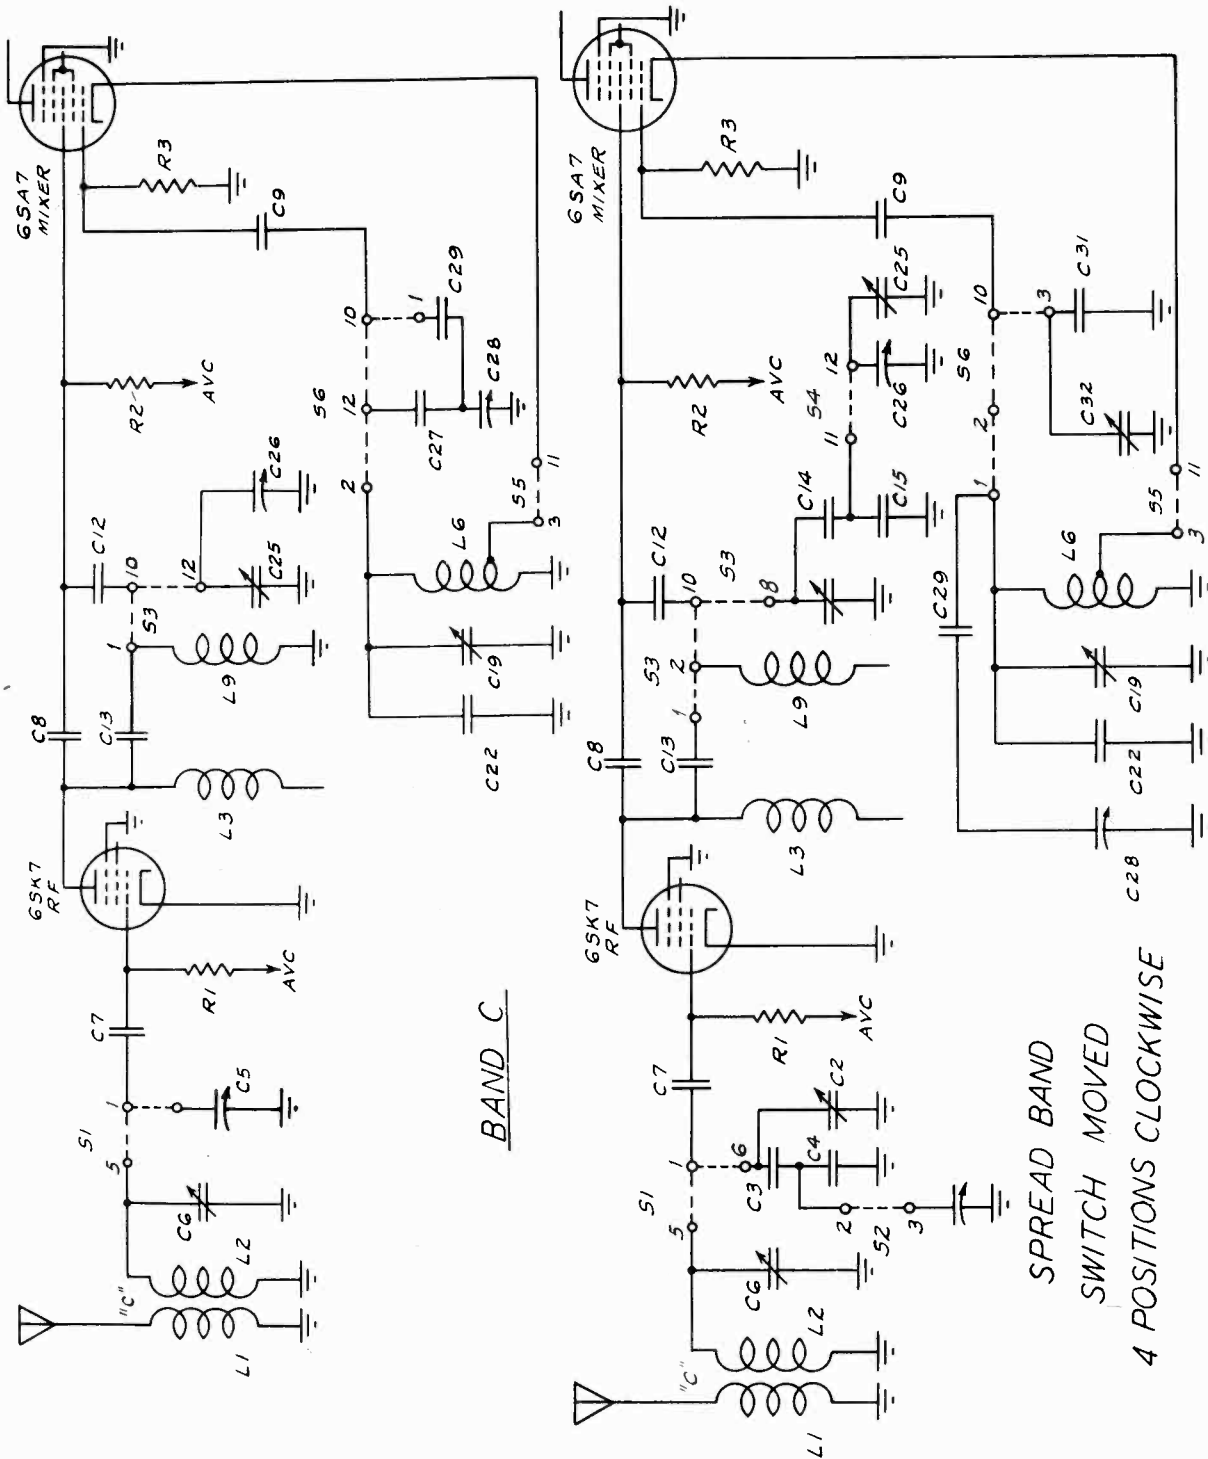 6SA7
MIXER
R3
C9
R2
AVC
C12
10
S3
1
12
C26
C25
C8
C13
L9
L3
10
1
C29
S6
12
C27
C28
2
11
S5
3
L6
C19
C22
6SK7
RF
C7
R1
AVC
1
S1
5
C5
C6
"C"
L2
L1
BAND C
6SA7
MIXER
R3
C9
R2
AVC
C12
10
S3
8
S3
2
1
C8
C13
L9
L3
C14
C15
11
S4
12
C26
C25
10
S6
3
C31
C32
2
1
11
S5
3
L6
C29
C19
C22
C28
6SK7
RF
C7
R1
AVC
1
S1
5
6
C2
C3
C4
2
S2
3
C6
"C"
L2
L1
SPREAD BAND
SWITCH MOVED
4 POSITIONS CLOCKWISE